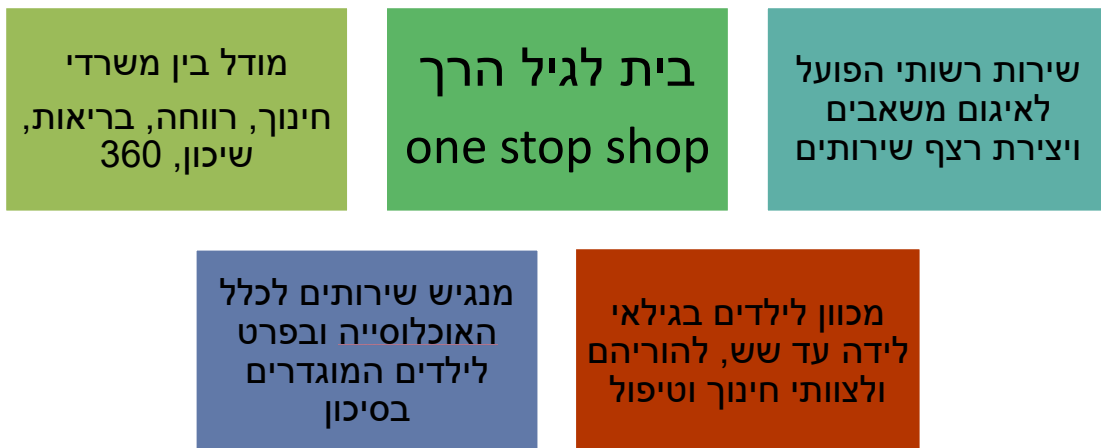 שירות רשותי הפועל
לאיגום משאבים
ויצירת רצף שירותים
בית לגיל הרך
one stop shop
מודל בין משרדי
חינוך, רווחה, בריאות,
שיכון, 360
מכוון לילדים בגילאי
לידה עד שש, להוריהם
ולצוותי חינוך וטיפול
מנגיש שירותים לכלל
האוכלוסייה ובפרט
לילדים המוגדרים
בסיכון